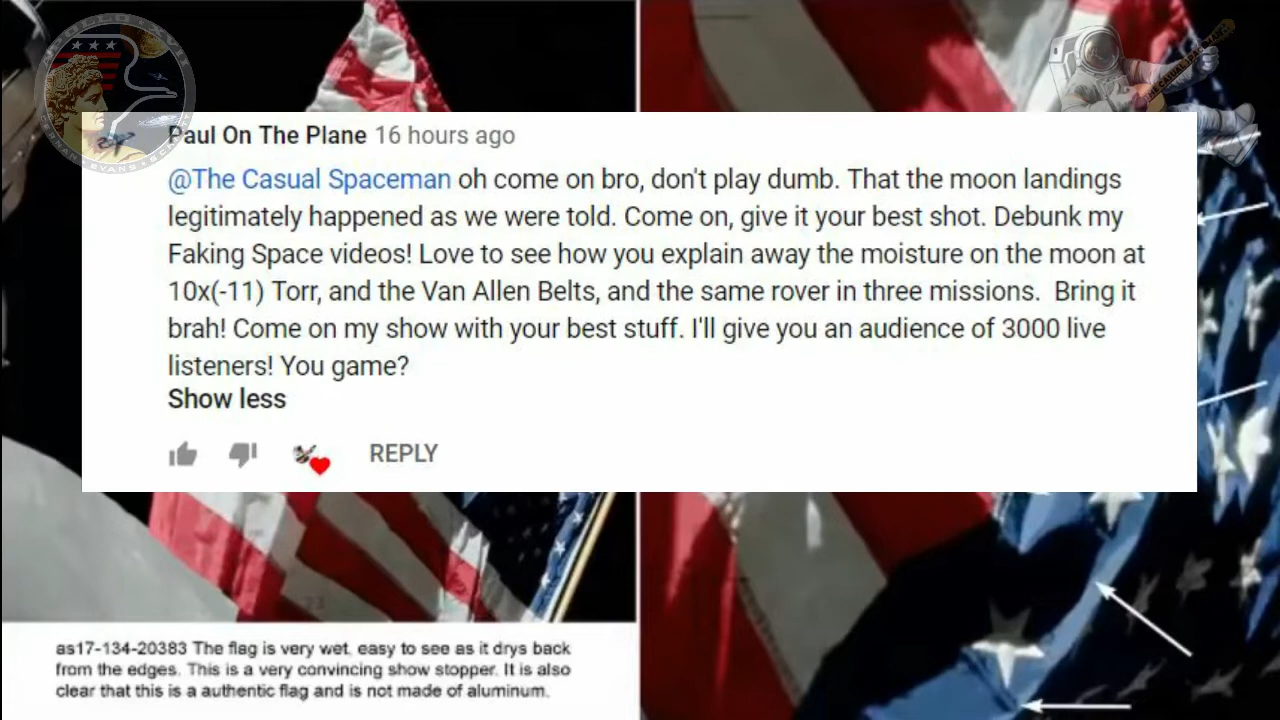 Paul On The Plane 16 hours ago
@The Casual Spaceman oh come on bro, don't play dumb. That the moon landings
legitimately happened as we were told. Come on, give it your best shot. Debunk my
Faking Space videos! Love to see how you explain away the moisture on the moon at
10x(-11) Torr, and the Van Allen Belts, and the same rover in three missions. Bring it
brah! Come on my show with your best stuff. I'll give you an audience of 3000 live
listeners! You game?
Show less
REPLY
as17-134-20383 The flag is very wet, easy to see as it drys back
from the edges. This is a very convincing show stopper. It is also
clear that this is a authentic flag and is not made of aluminum.